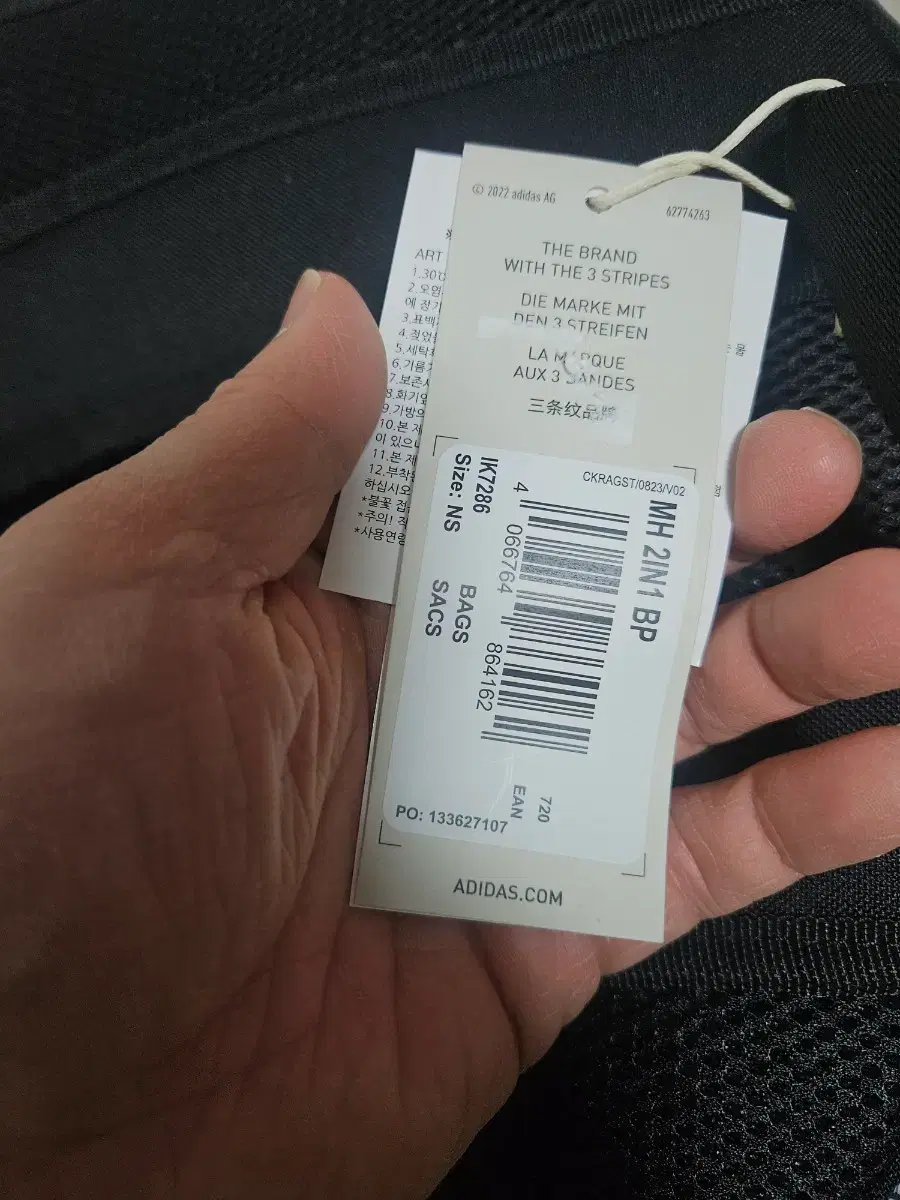 © 2022 adidas AG
62774263
THE BRAND
WITH THE 3 STRIPES
DIE MARKE MIT
DEN 3 STREIFEN
LA MARQUE
AUX 3 BANDES
三条纹品牌
CKRAGST/0823/V02
MH 2IN1 BP
4 066764 864162
IK7286
Size: NS
BAGS
SACS
720
EAN
PO: 133627107
ADIDAS.COM
ART
1.30
2.오염
에 장기
3.표백
4.젖었
5.세탁
6.기름
7.보존
8.화기
9.가방의
10.본 제
이 있으
11.본 제
12.부착
하십시오
*불꽃 접
*주의!
*사용연